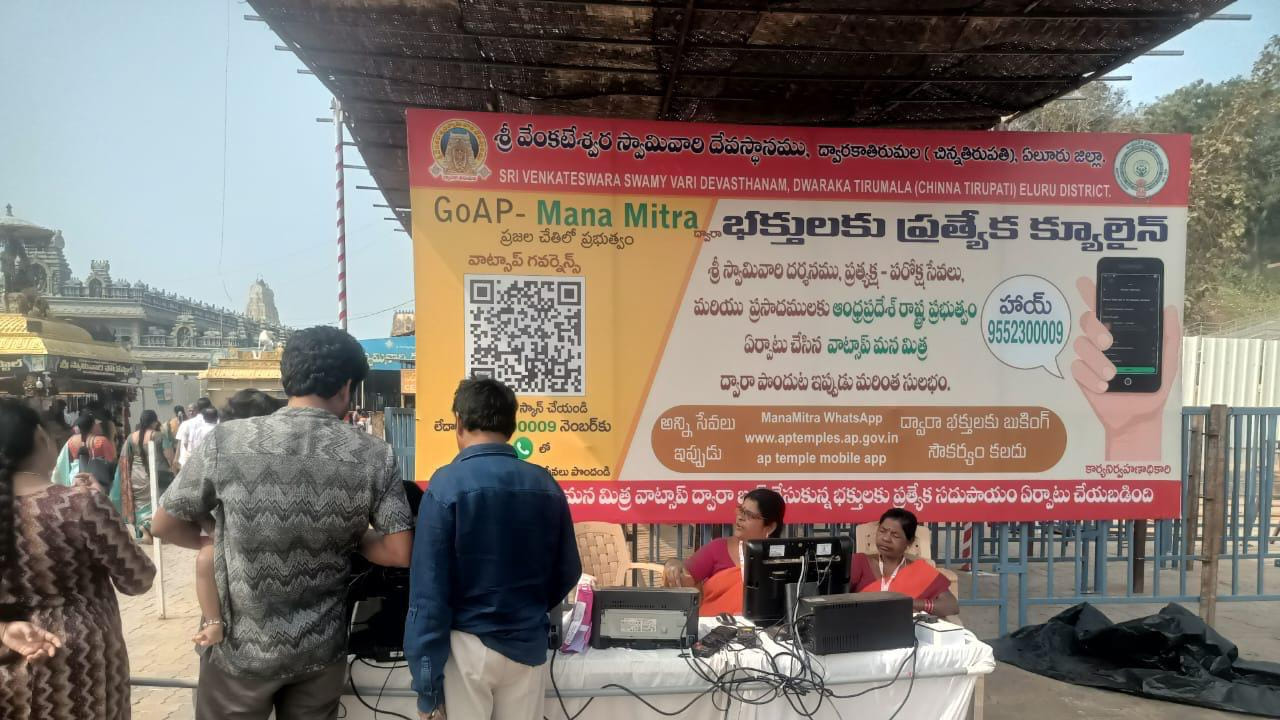 శ్రీ వేంకటేశ్వర స్వామివారి దేవస్థానము, ద్వారకాతిరుమల ( చిన్నతిరుపతి), ఏలూరు జిల్లా,
SRI VENKATESWARA SWAMY VARI DEVASTHANAM, DWARAKA TIRUMALA (CHINNA TIRUPATI) ELURU DISTRICT.
GoAP- Mana Mitra
ప్రజల చేతిలో ప్రభుత్వం
వాట్సాప్ గవర్నెన్స్
స్కాన్ చేయండి
లేదా 0009 నెంబర్‌కు
తో
సేవలు పొందండి
ద్వారా భక్తులకు ప్రత్యేక క్యూలైన్
శ్రీ స్వామివారి దర్శనము, ప్రత్యక్ష - పరోక్ష సేవలు,
మరియు ప్రసాదములకు ఆంధ్రప్రదేశ్ రాష్ట్ర ప్రభుత్వం
ఏర్పాటు చేసిన వాట్సాప్ మన మిత్ర
ద్వారా పొందుట ఇప్పుడు మరింత సులభం.
హాయ్
9552300009
అన్ని సేవలు ఇప్పుడు
ManaMitra WhatsApp
www.aptemples.ap.gov.in
ap temple mobile app
ద్వారా భక్తులకు బుకింగ్
సౌకర్యం కలదు
కార్యనిర్వహణాధికారి
మన మిత్ర వాట్సాప్ ద్వారా చేసుకున్న భక్తులకు ప్రత్యేక సదుపాయం ఏర్పాటు చేయబడింది